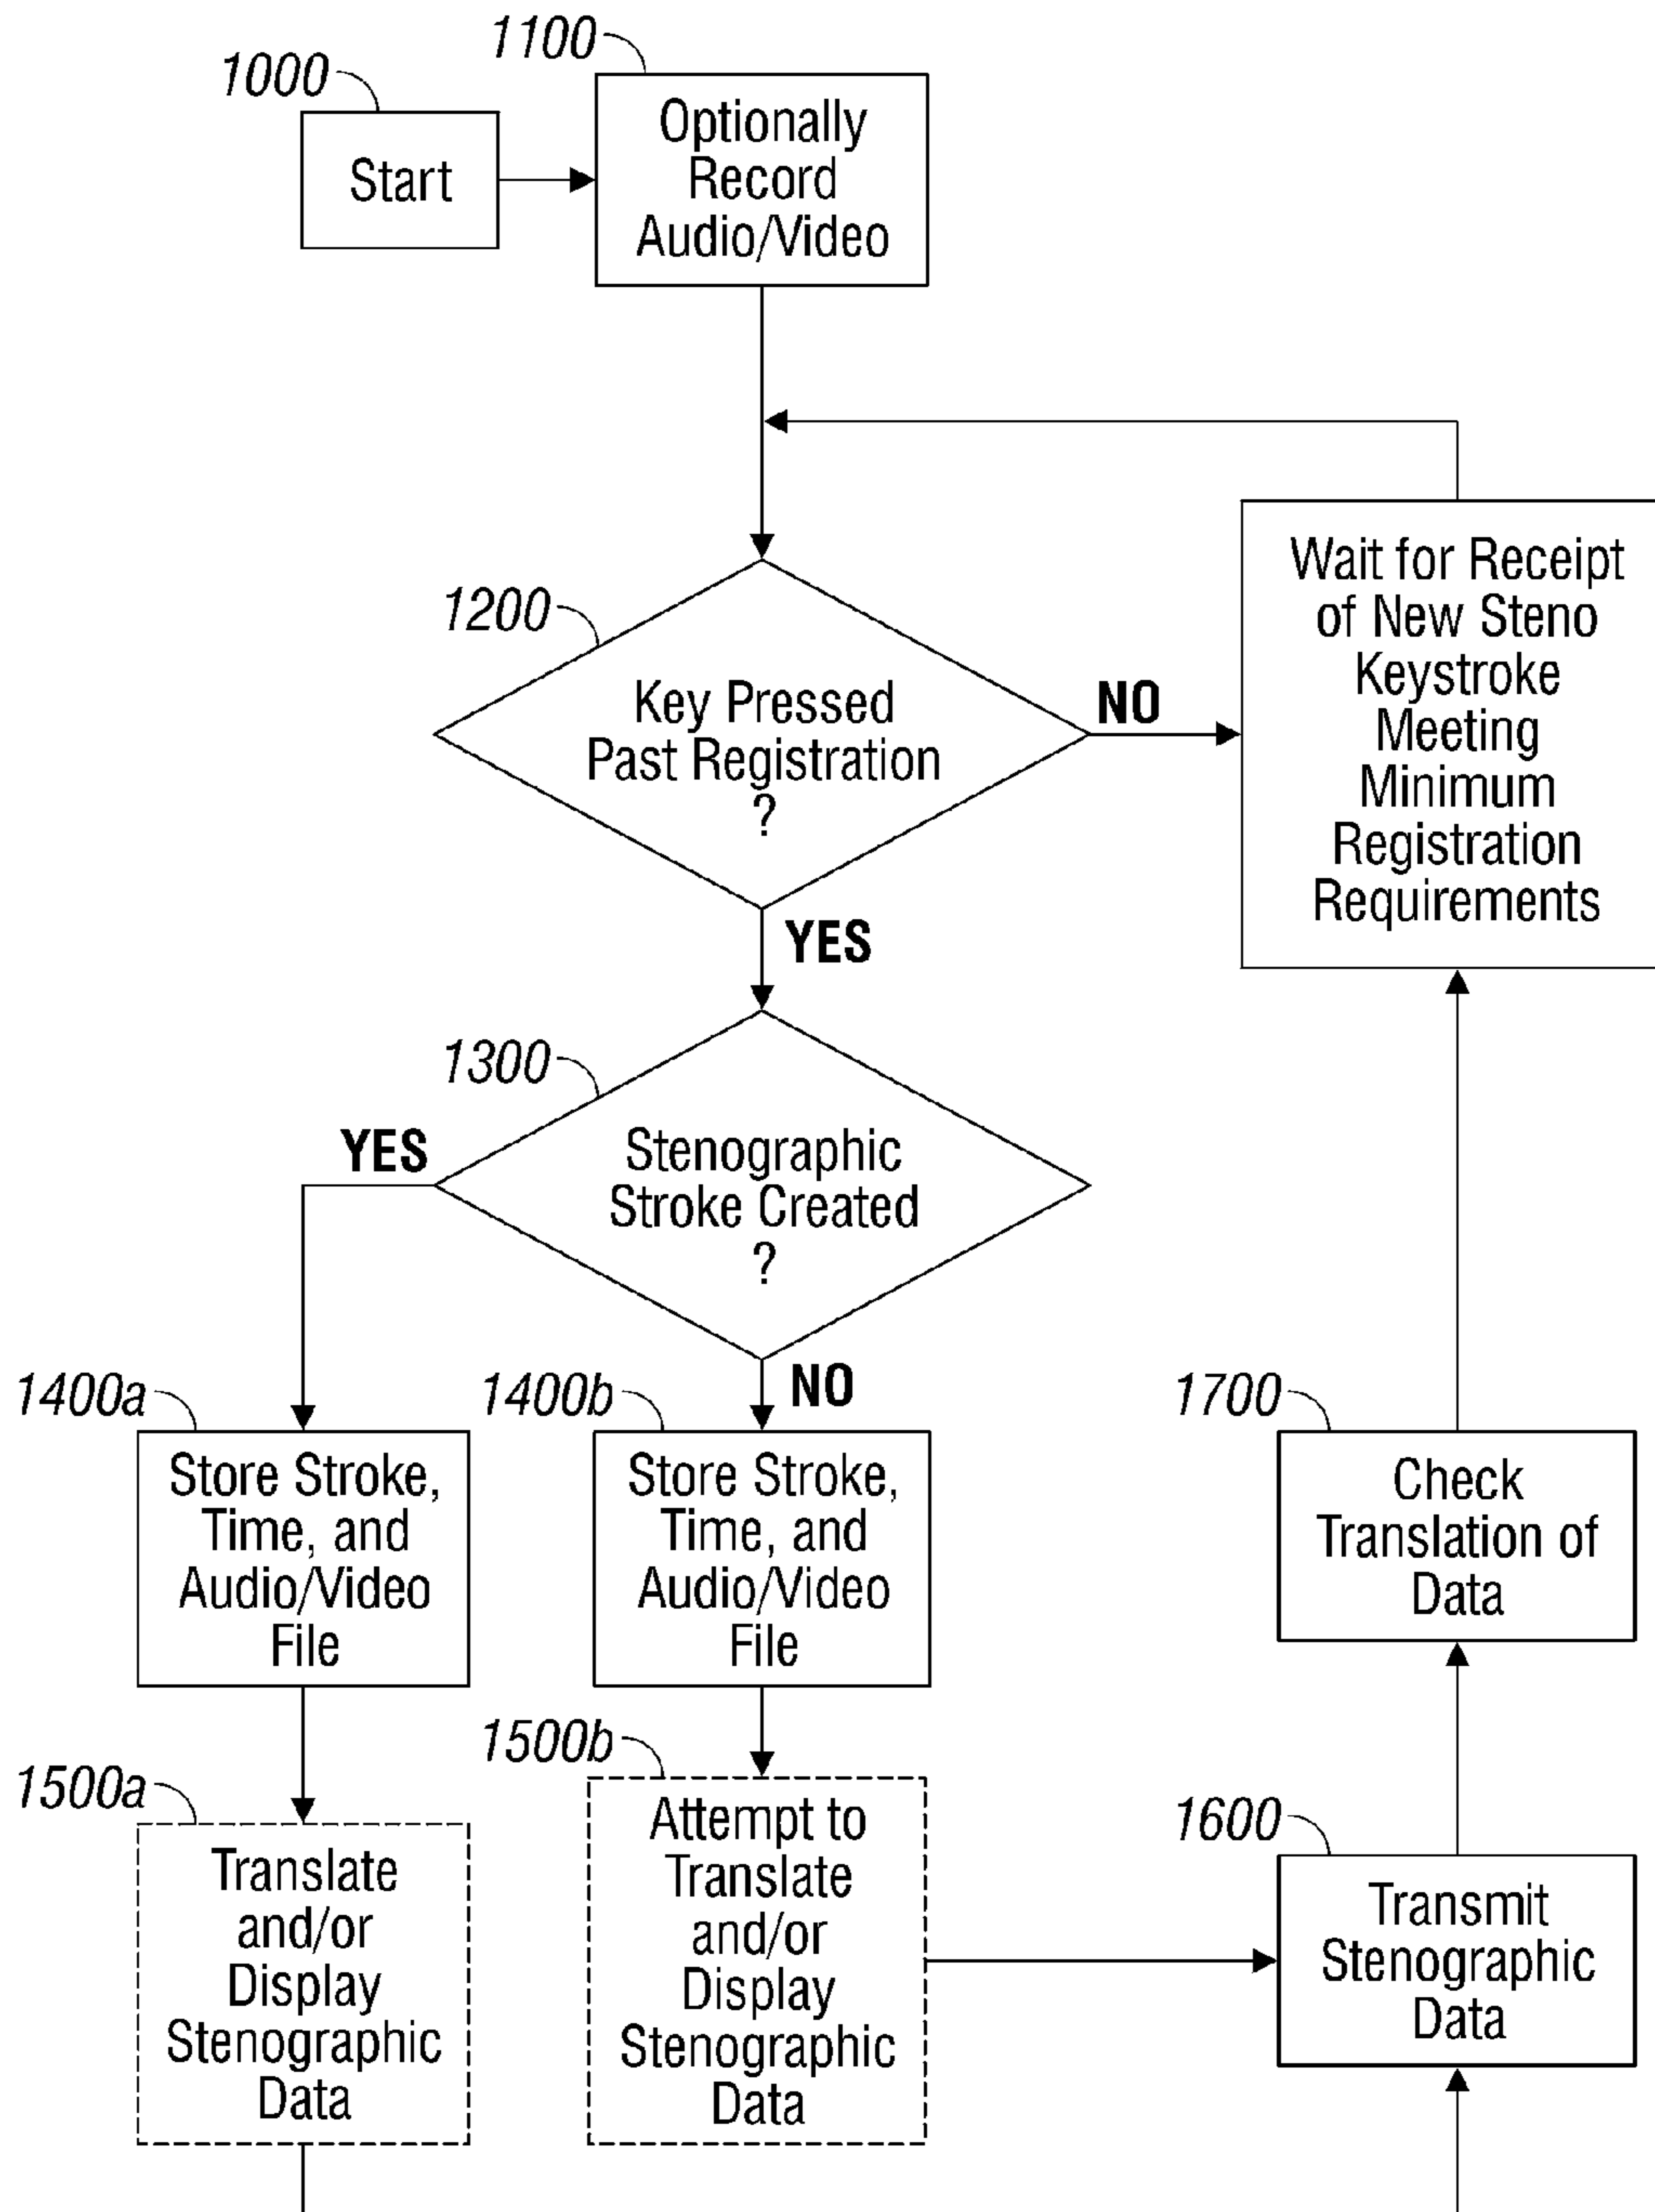 1000
Start
1100
Optionally
Record
Audio/Video
1200
Key Pressed
Past Registration
?
NO
Wait for Receipt
of New Steno
Keystroke
Meeting
Minimum
Registration
Requirements
YES
1300
Stenographic
Stroke Created
?
YES
NO
1400a
Store Stroke,
Time, and
Audio/Video
File
1400b
Store Stroke,
Time, and
Audio/Video
File
1500a
Translate
and/or
Display
Stenographic
Data
1500b
Attempt to
Translate
and/or
Display
Stenographic
Data
1600
Transmit
Stenographic
Data
1700
Check
Translation of
Data